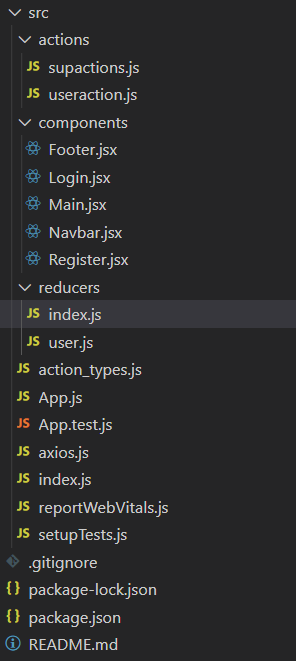 src
actions
JS supactions.js
JS useraction.js
components
Footer.jsx
Login.jsx
Main.jsx
Navbar.jsx
Register.jsx
reducers
JS index.js
JS user.js
JS action_types.js
JS App.js
JS App.test.js
JS axios.js
JS index.js
JS reportWebVitals.js
JS setupTests.js
.gitignore
{} package-lock.json
{} package.json
README.md